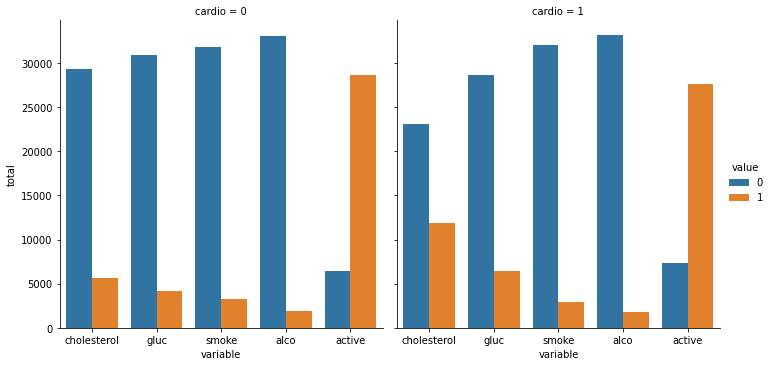 cardio = 0
cardio = 1
total
30000
25000
20000
15000
10000
5000
0
cholesterol gluc smoke alco active
variable
cholesterol gluc smoke alco active
variable
value
0
1